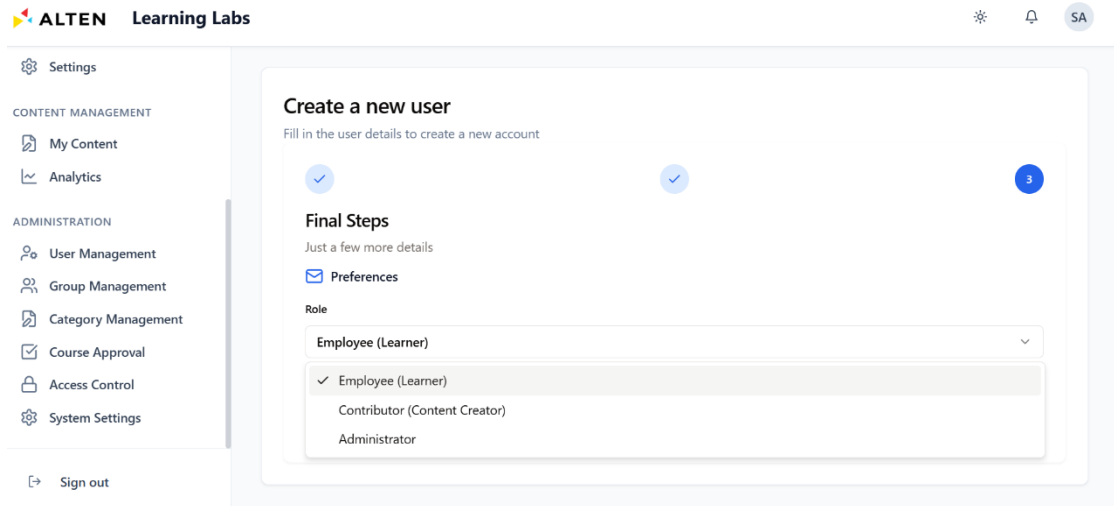 ALTEN Learning Labs
SA
Settings
CONTENT MANAGEMENT
My Content
Analytics
ADMINISTRATION
User Management
Group Management
Category Management
Course Approval
Access Control
System Settings
Sign out
Create a new user
Fill in the user details to create a new account
3
Final Steps
Just a few more details
Preferences
Role
Employee (Learner)
Employee (Learner)
Contributor (Content Creator)
Administrator